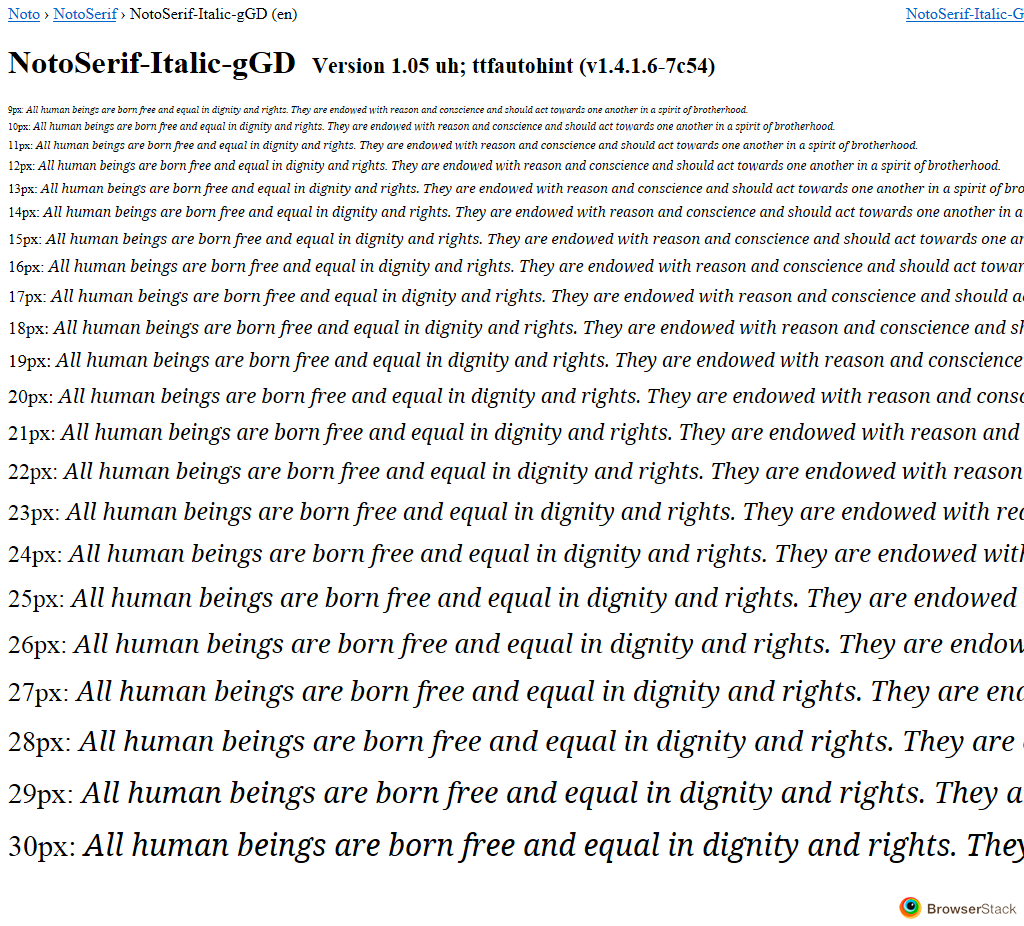 Noto › NotoSerif › NotoSerif-Italic-gGD (en) NotoSerif-Italic-G
NotoSerif-Italic-gGD Version 1.05 uh; ttfautohint (v1.4.1.6-7c54)
9px: All human beings are born free and equal in dignity and rights. They are endowed with reason and conscience and should act towards one another in a spirit of brotherhood.
10px: All human beings are born free and equal in dignity and rights. They are endowed with reason and conscience and should act towards one another in a spirit of brotherhood.
11px: All human beings are born free and equal in dignity and rights. They are endowed with reason and conscience and should act towards one another in a spirit of brotherhood.
12px: All human beings are born free and equal in dignity and rights. They are endowed with reason and conscience and should act towards one another in a spirit of brotherhood.
13px: All human beings are born free and equal in dignity and rights. They are endowed with reason and conscience and should act towards one another in a spirit of bro
14px: All human beings are born free and equal in dignity and rights. They are endowed with reason and conscience and should act towards one another in a
15px: All human beings are born free and equal in dignity and rights. They are endowed with reason and conscience and should act towards one an
16px: All human beings are born free and equal in dignity and rights. They are endowed with reason and conscience and should act towar
17px: All human beings are born free and equal in dignity and rights. They are endowed with reason and conscience and should a
18px: All human beings are born free and equal in dignity and rights. They are endowed with reason and conscience and sh
19px: All human beings are born free and equal in dignity and rights. They are endowed with reason and conscience
20px: All human beings are born free and equal in dignity and rights. They are endowed with reason and consc
21px: All human beings are born free and equal in dignity and rights. They are endowed with reason and
22px: All human beings are born free and equal in dignity and rights. They are endowed with reason
23px: All human beings are born free and equal in dignity and rights. They are endowed with rea
24px: All human beings are born free and equal in dignity and rights. They are endowed with
25px: All human beings are born free and equal in dignity and rights. They are endowed
26px: All human beings are born free and equal in dignity and rights. They are endow
27px: All human beings are born free and equal in dignity and rights. They are end
28px: All human beings are born free and equal in dignity and rights. They are
29px: All human beings are born free and equal in dignity and rights. They a
30px: All human beings are born free and equal in dignity and rights. They
BrowserStack